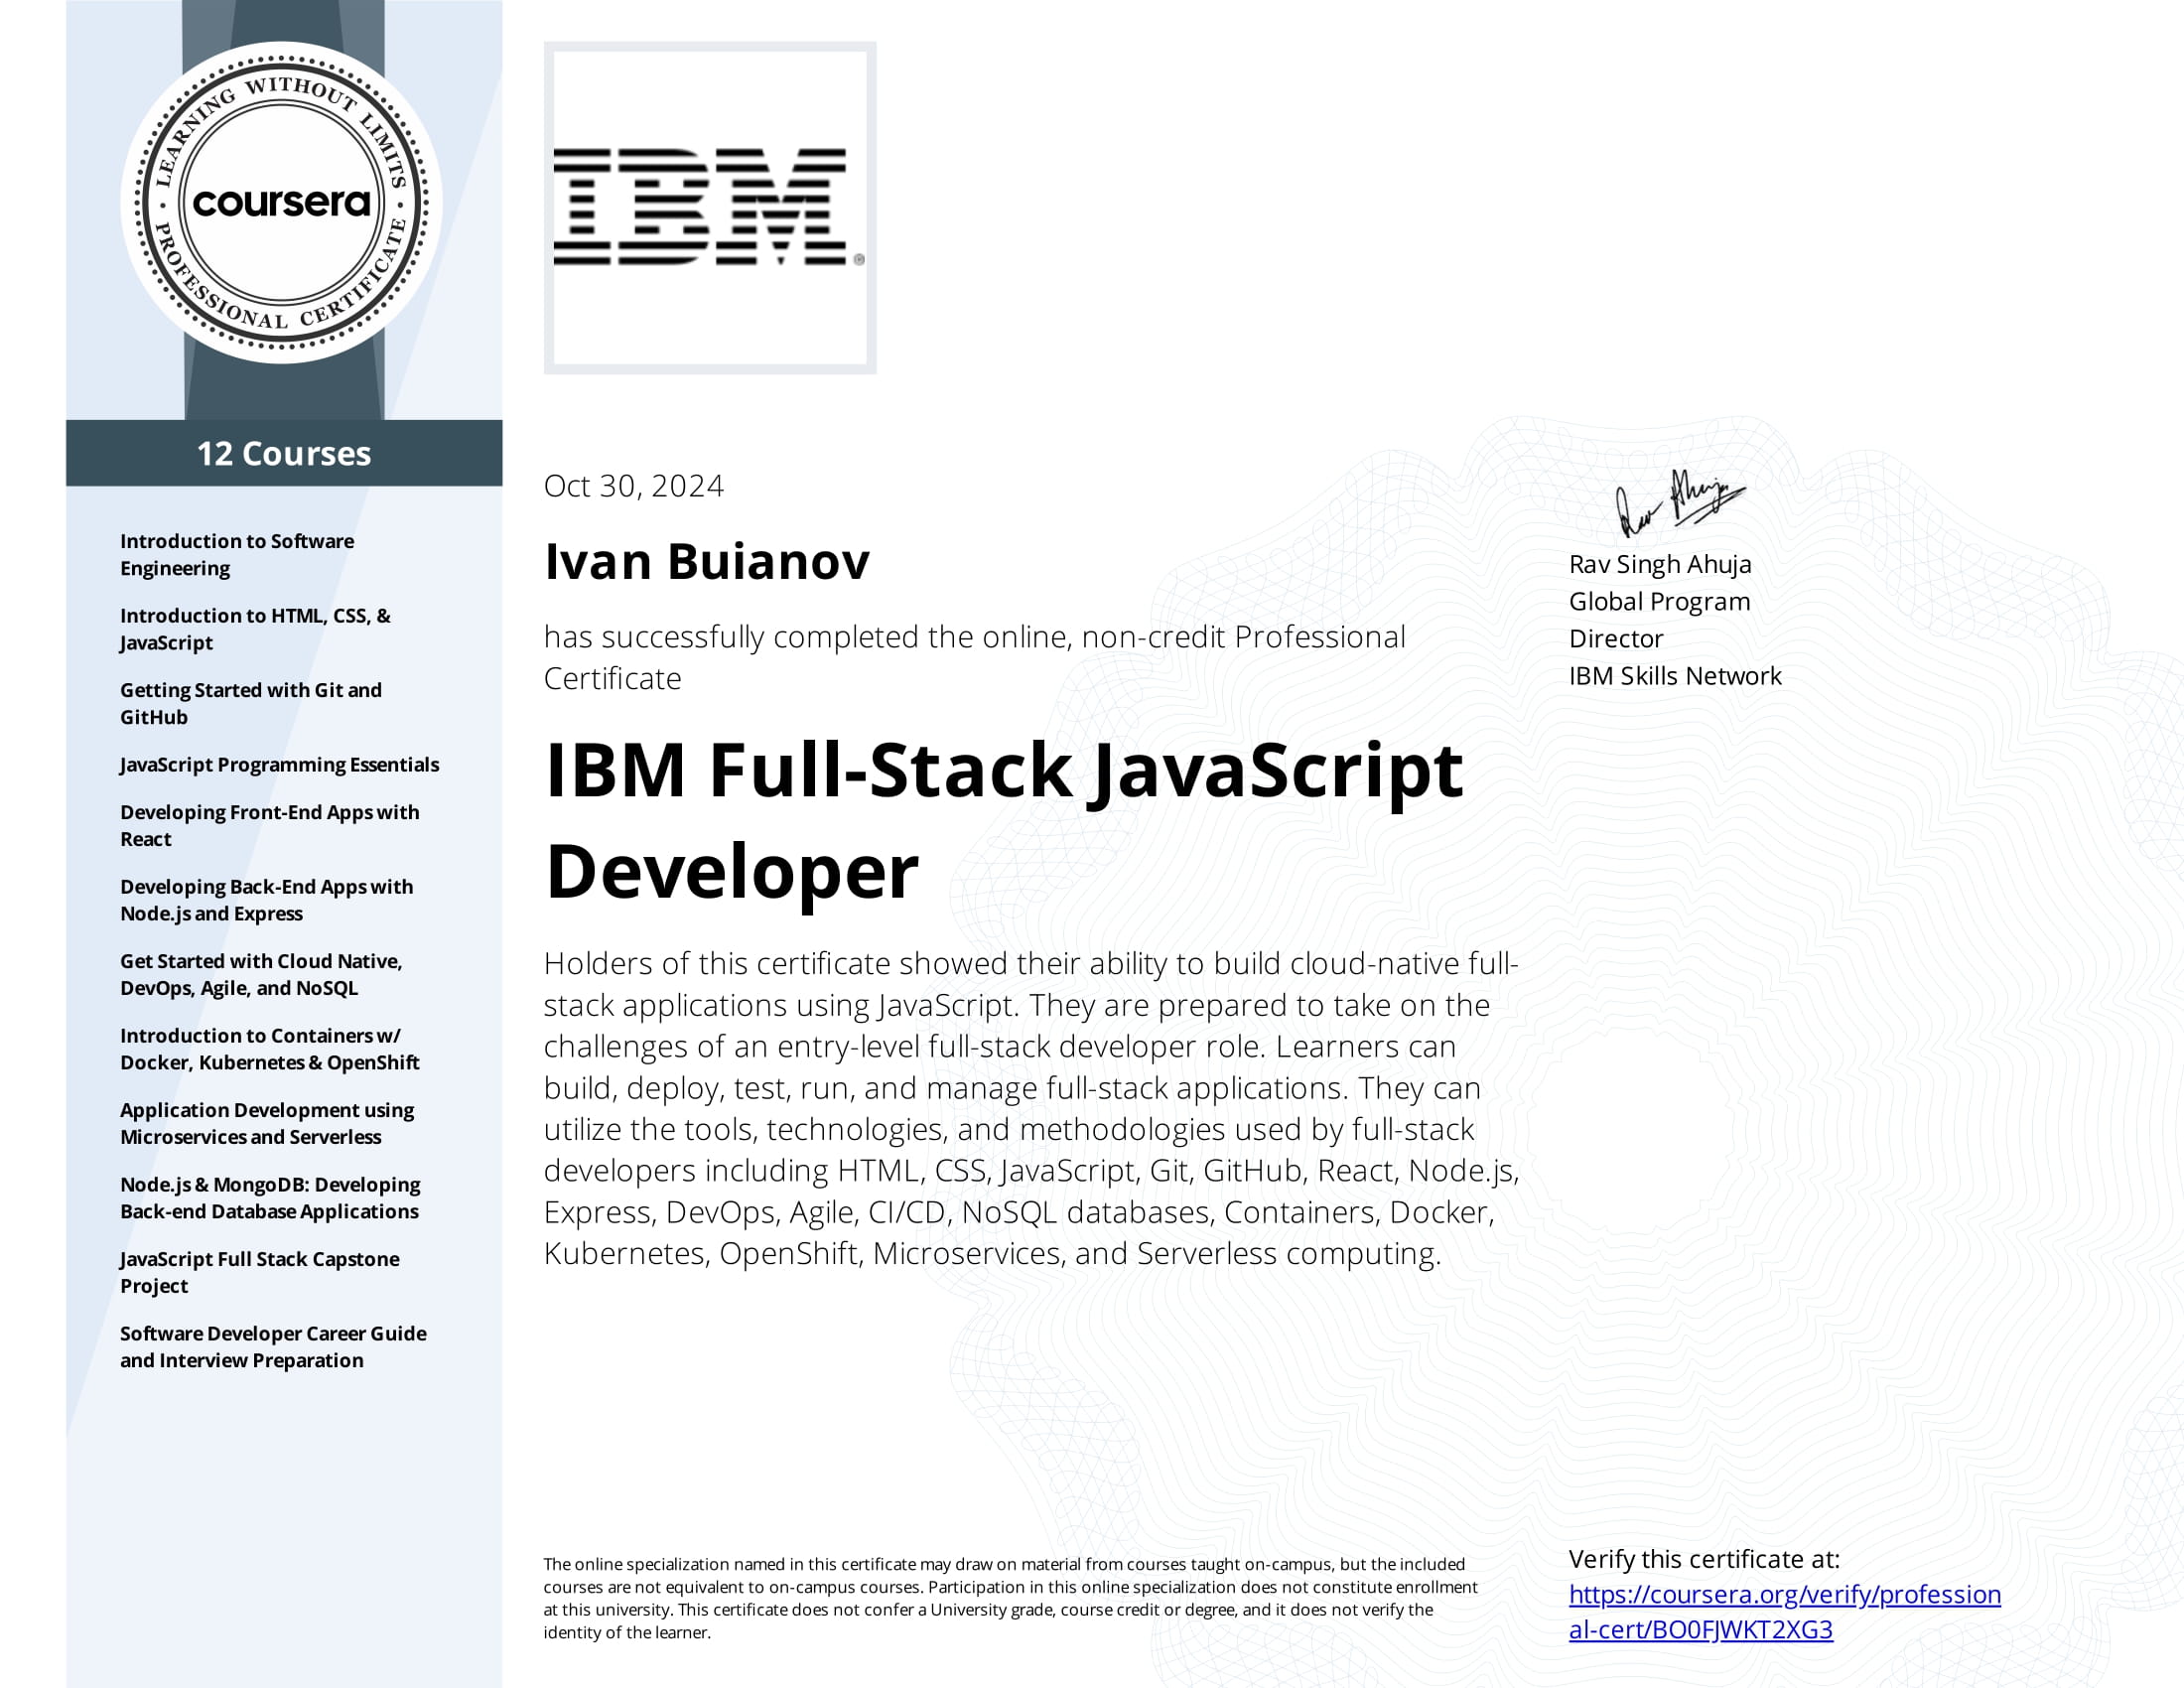 LEARNING WITHOUT LIMITS
coursera
PROFESSIONAL CERTIFICATE
12 Courses
Introduction to Software
Engineering
Introduction to HTML, CSS, &
JavaScript
Getting Started with Git and
GitHub
JavaScript Programming Essentials
Developing Front-End Apps with
React
Developing Back-End Apps with
Node.js and Express
Get Started with Cloud Native,
DevOps, Agile, and NoSQL
Introduction to Containers w/
Docker, Kubernetes & OpenShift
Application Development using
Microservices and Serverless
Node.js & MongoDB: Developing
Back-end Database Applications
JavaScript Full Stack Capstone
Project
Software Developer Career Guide
and Interview Preparation
IBM®
Oct 30, 2024
Ivan Buianov
has successfully completed the online, non-credit Professional
Certificate
IBM Full-Stack JavaScript
Developer
Holders of this certificate showed their ability to build cloud-native full-
stack applications using JavaScript. They are prepared to take on the
challenges of an entry-level full-stack developer role. Learners can
build, deploy, test, run, and manage full-stack applications. They can
utilize the tools, technologies, and methodologies used by full-stack
developers including HTML, CSS, JavaScript, Git, GitHub, React, Node.js,
Express, DevOps, Agile, CI/CD, NoSQL databases, Containers, Docker,
Kubernetes, OpenShift, Microservices, and Serverless computing.
The online specialization named in this certificate may draw on material from courses taught on-campus, but the included
courses are not equivalent to on-campus courses. Participation in this online specialization does not constitute enrollment
at this university. This certificate does not confer a University grade, course credit or degree, and it does not verify the
identity of the learner.
Rav Ahuja
Rav Singh Ahuja
Global Program
Director
IBM Skills Network
Verify this certificate at:
https://coursera.org/verify/profession
al-cert/BO0FJWKT2XG3